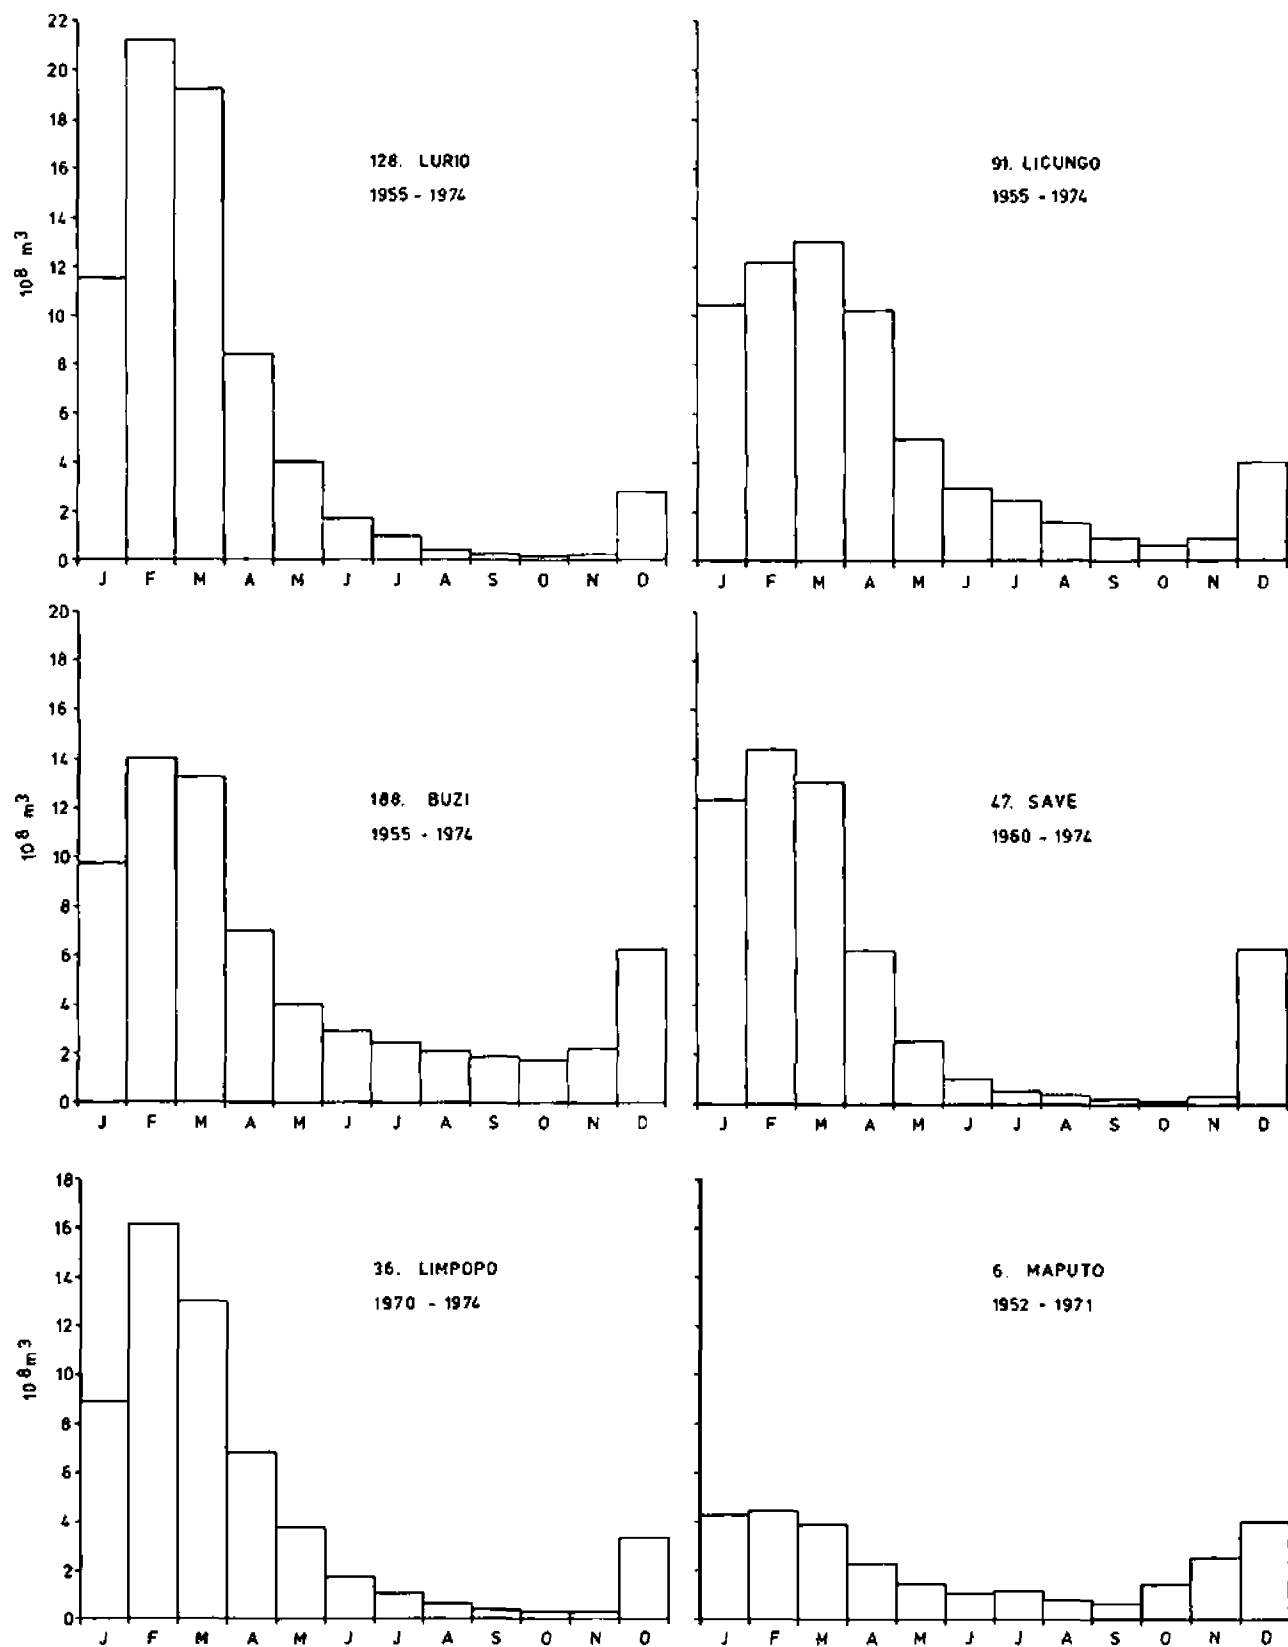 22
20
18
16
14
12
10
8
6
4
2
0
10⁸ m³
128. LURIO
1955 - 1974
J F M A M J J A S O N D
91. LICUNGO
1955 - 1974
J F M A M J J A S O N D
20
18
16
14
12
10
8
6
4
2
0
10⁸ m³
188. BUZI
1955 - 1974
J F M A M J J A S O N D
47. SAVE
1960 - 1974
J F M A M J J A S O N D
18
16
14
12
10
8
6
4
2
0
10⁸ m³
36. LIMPOPO
1970 - 1974
J F M A M J J A S O N D
6. MAPUTO
1952 - 1971
J F M A M J J A S O N D